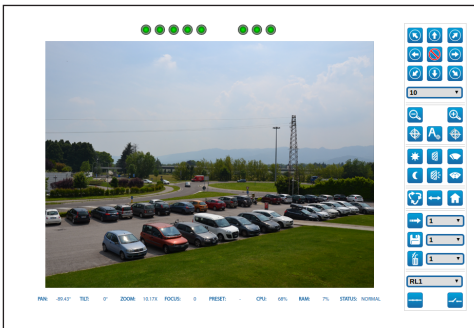 10
A
1
1
1
RL1
PAN: -89.43° TILT: 0° ZOOM: 10.17X FOCUS: 0 PRESET: - CPU: 68% RAM: 7% STATUS: NORMAL